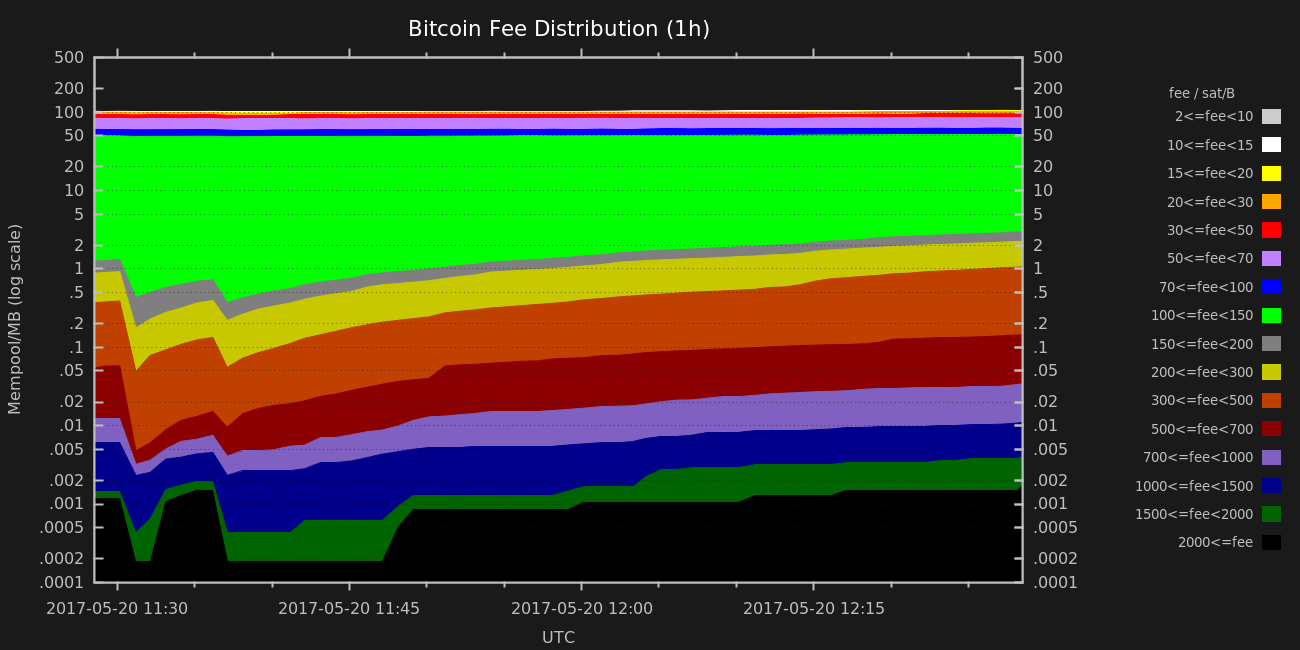 Bitcoin Fee Distribution (1h)
500 500
200 200
100 100
50 50
20 20
10 10
5 5
2 2
1 1
.5 .5
.2 .2
.1 .1
.05 .05
.02 .02
.01 .01
.005 .005
.002 .002
.001 .001
.0005 .0005
.0002 .0002
.0001 .0001
Mempool/MB (log scale)
2017-05-20 11:30 2017-05-20 11:45 2017-05-20 12:00 2017-05-20 12:15
UTC
fee / sat/B
2<=fee<10
10<=fee<15
15<=fee<20
20<=fee<30
30<=fee<50
50<=fee<70
70<=fee<100
100<=fee<150
150<=fee<200
200<=fee<300
300<=fee<500
500<=fee<700
700<=fee<1000
1000<=fee<1500
1500<=fee<2000
2000<=fee